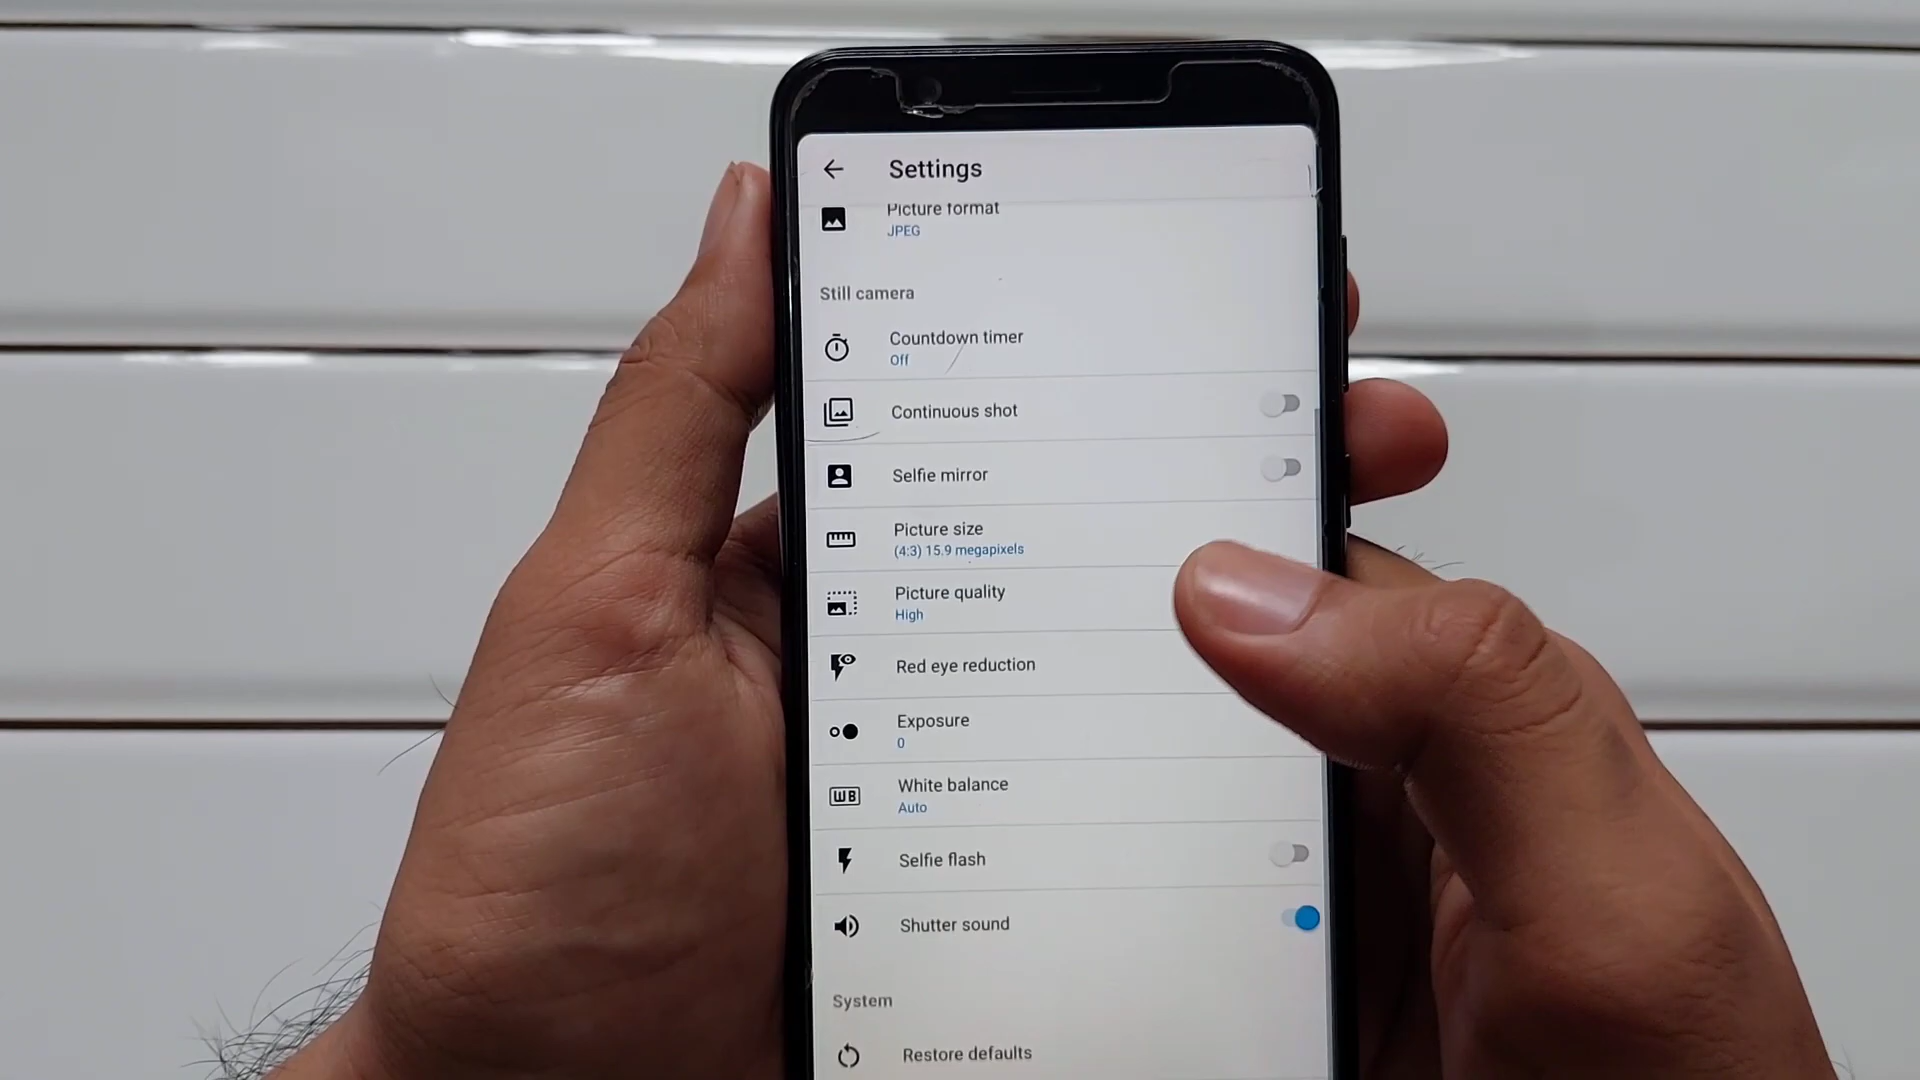 Settings
Picture format
JPEG
Still camera
Countdown timer
Off
Continuous shot
Selfie mirror
Picture size
(4:3) 15.9 megapixels
Picture quality
High
Red eye reduction
Exposure
0
WB
White balance
Auto
Selfie flash
Shutter sound
System
Restore defaults